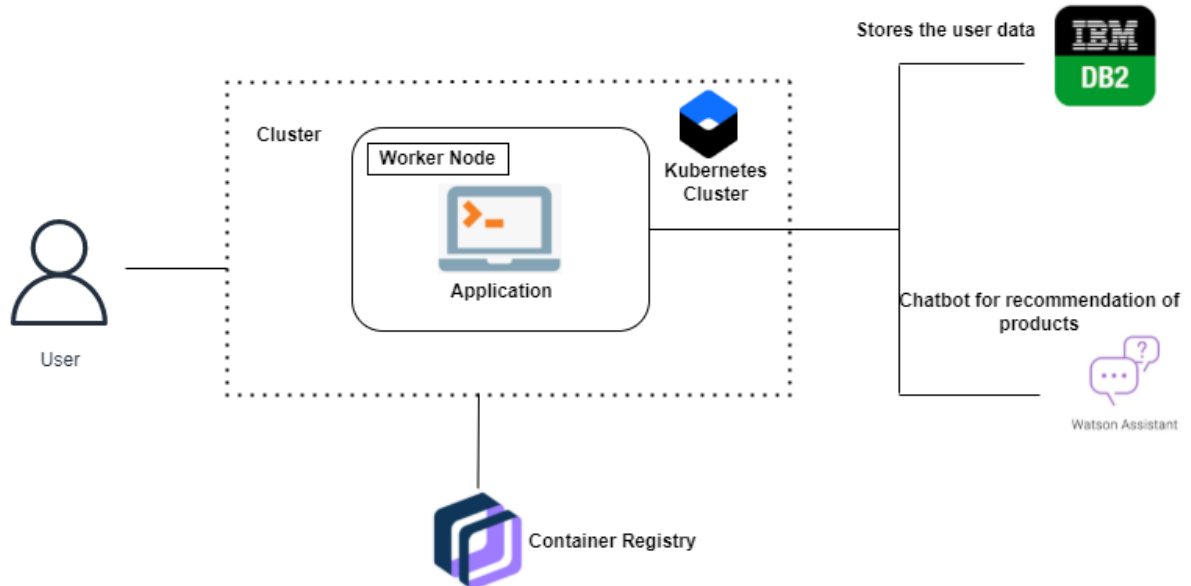 Stores the user data
IBM
DB2
Cluster
Worker Node
Kubernetes
Cluster
>_
Application
User
Chatbot for recommendation of
products
?
Watson Assistant
Container Registry